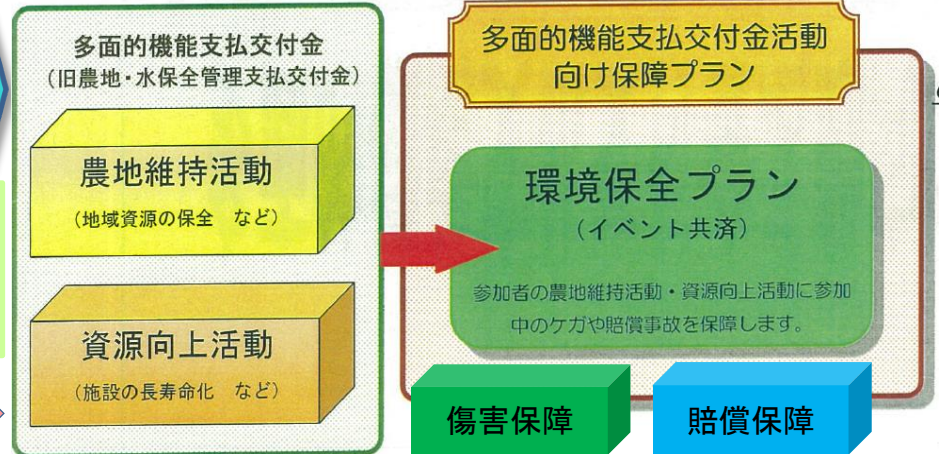 多面的機能支払交付金
(旧農地・水保全管理支払交付金)
農地維持活動
(地域資源の保全 など)
資源向上活動
(施設の長寿命化 など)
多面的機能支払交付金活動
向け保障プラン
環境保全プラン
(イベント共済)
参加者の農地維持活動・資源向上活動に参加
中のケガや賠償事故を保障します。
傷害保障
賠償保障